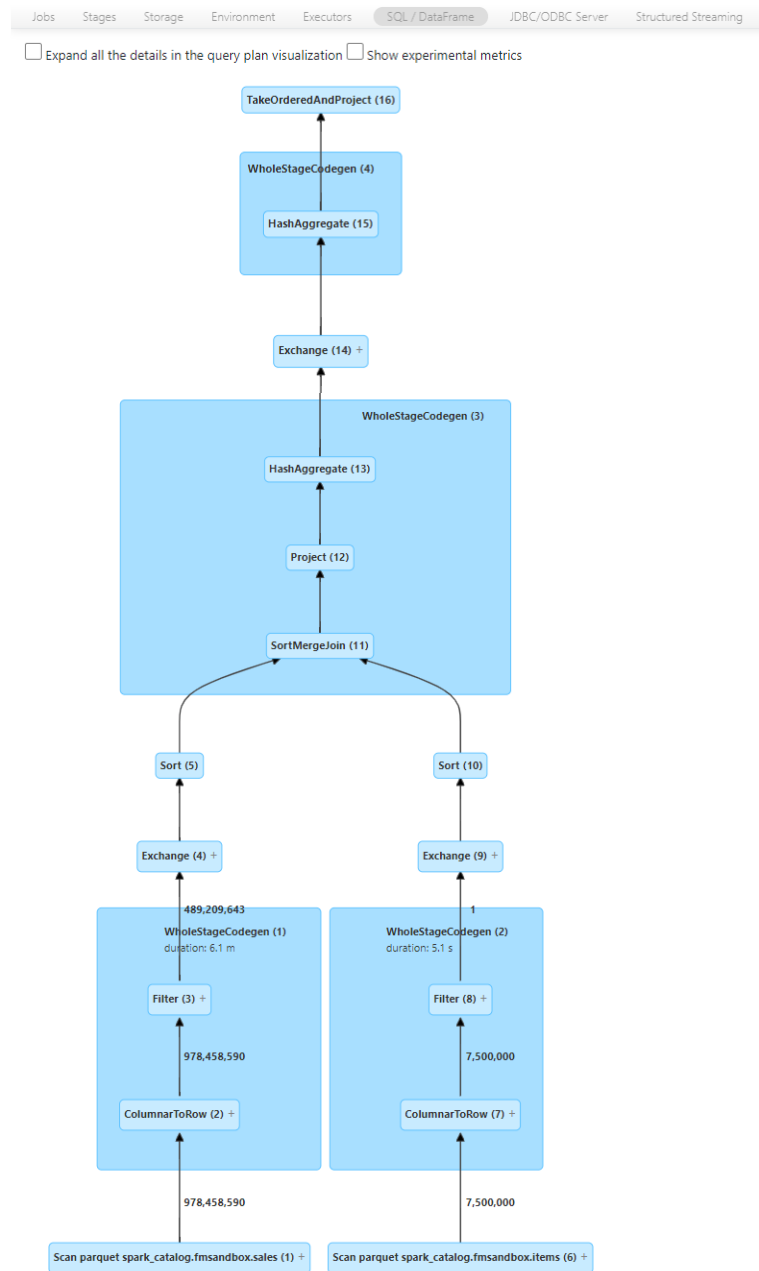 Jobs Stages Storage Environment Executors SQL / DataFrame JDBC/ODBC Server Structured Streaming
Expand all the details in the query plan visualization Show experimental metrics
TakeOrderedAndProject (16)
WholeStageCodegen (4)
HashAggregate (15)
Exchange (14) +
WholeStageCodegen (3)
HashAggregate (13)
Project (12)
SortMergeJoin (11)
Sort (5) Sort (10)
Exchange (4) + Exchange (9) +
489,209,643 1
WholeStageCodegen (1) WholeStageCodegen (2)
duration: 6.1 m duration: 5.1 s
Filter (3) + Filter (8) +
978,458,590 7,500,000
ColumnarToRow (2) + ColumnarToRow (7) +
978,458,590 7,500,000
Scan parquet spark_catalog.fmsandbox.sales (1) + Scan parquet spark_catalog.fmsandbox.items (6) +